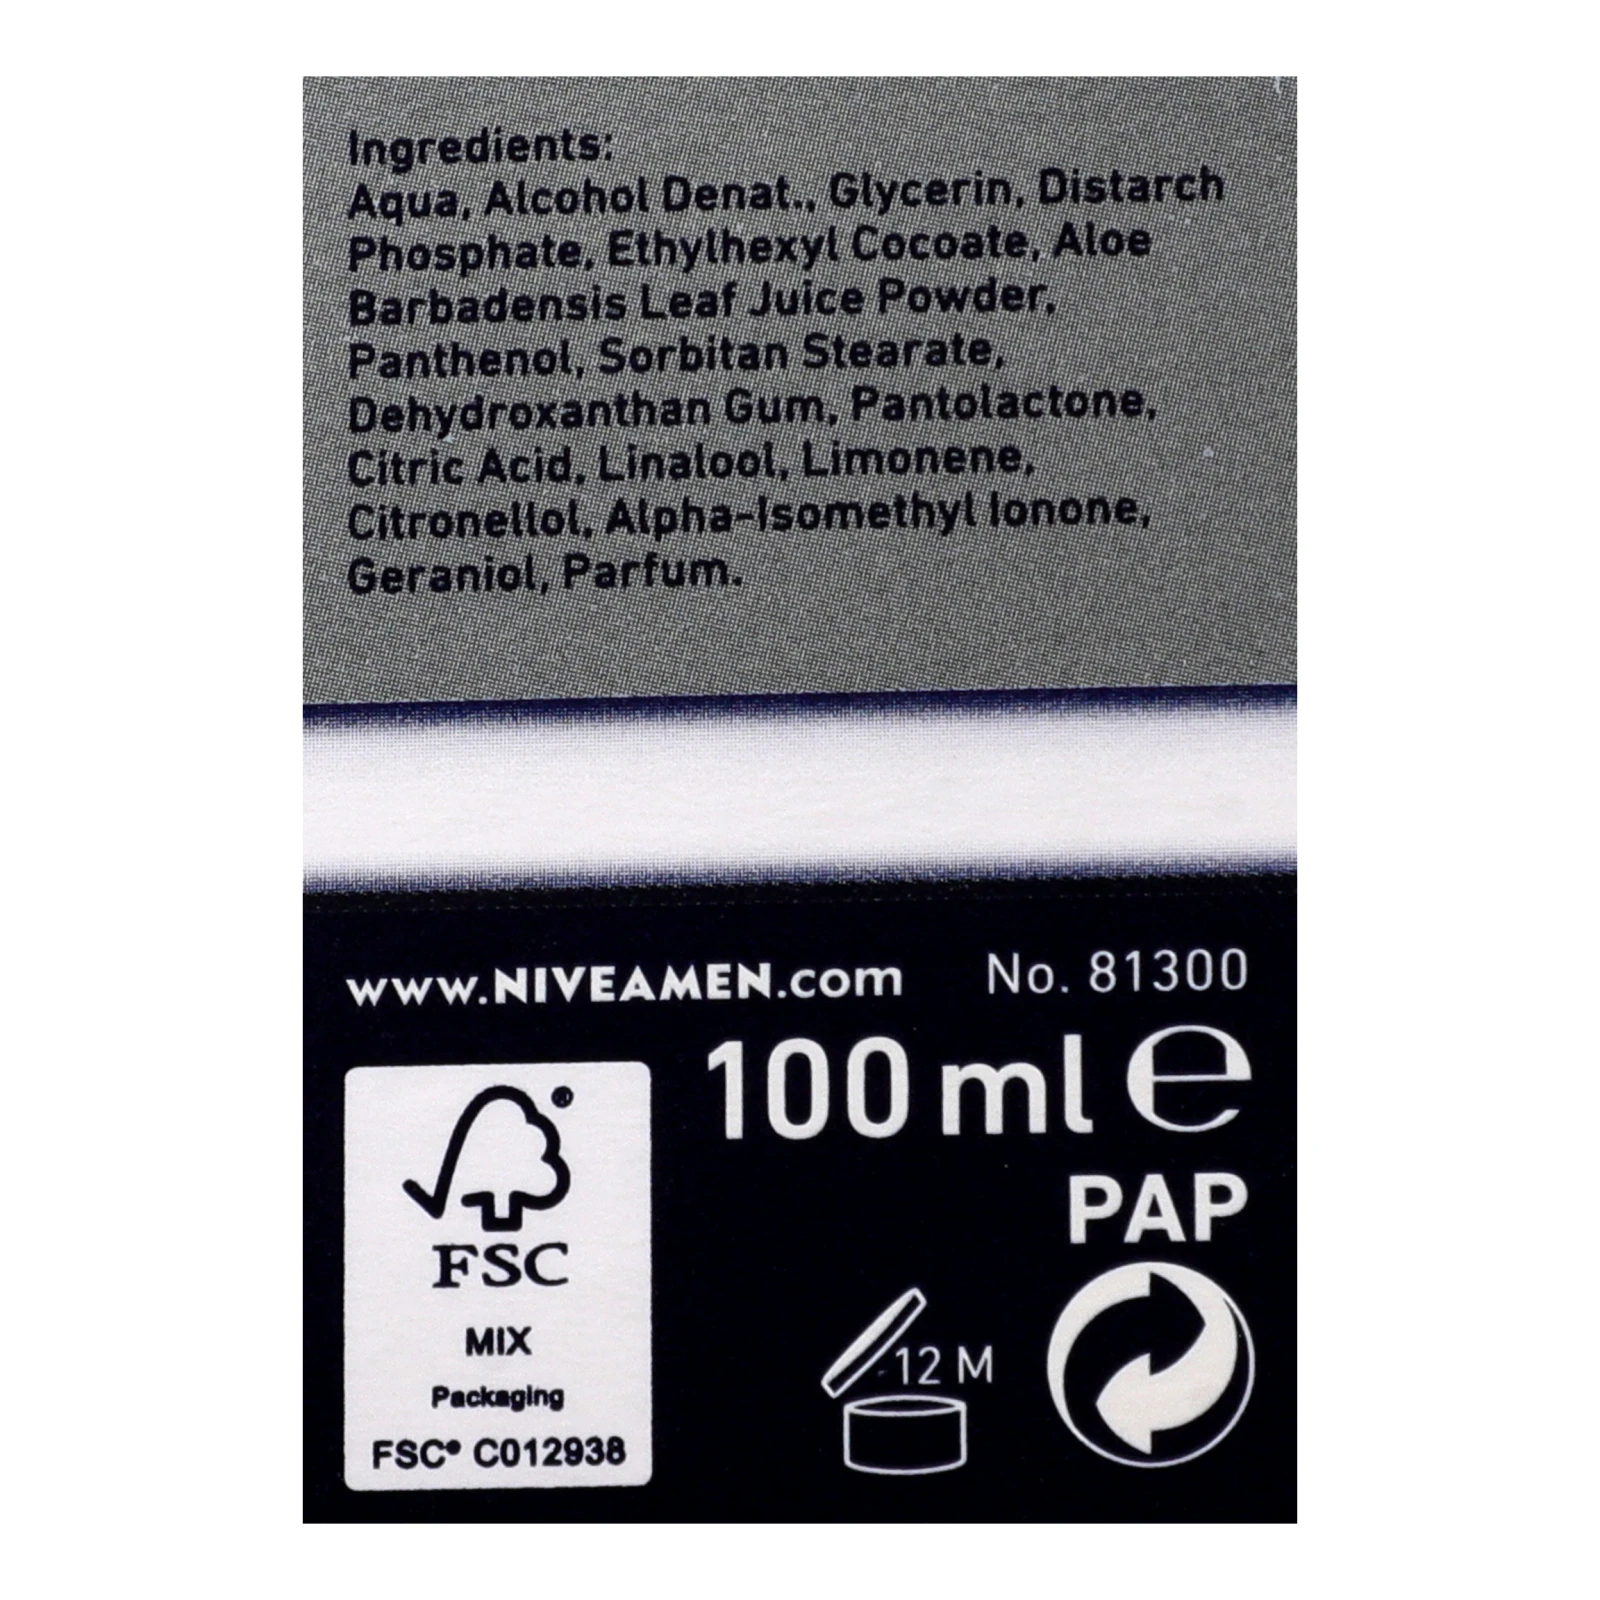 Ingredients:
Aqua, Alcohol Denat., Glycerin, Distarch
Phosphate, Ethylhexyl Cocoate, Aloe
Barbadensis Leaf Juice Powder,
Panthenol, Sorbitan Stearate,
Dehydroxanthan Gum, Pantolactone,
Citric Acid, Linalool, Limonene,
Citronellol, Alpha-Isomethyl Ionone,
Geraniol, Parfum.
www.NIVEAMEN.com No. 81300
100 ml e
PAP
FSC
MIX
Packaging
FSC® C012938
12 M